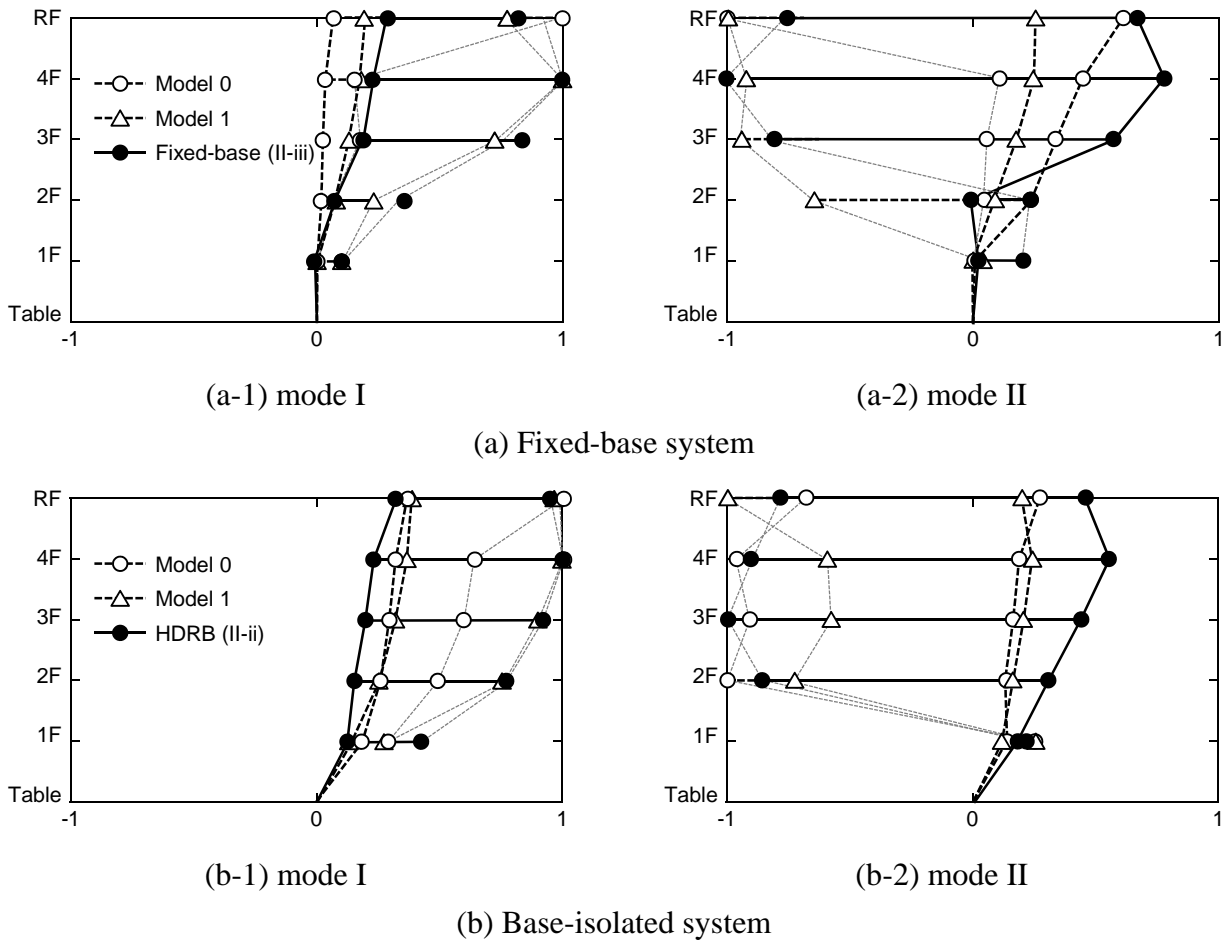 RF
4F
3F
2F
1F
Table
Model 0
Model 1
Fixed-base (II-iii)
-1 0 1
(a-1) mode I
RF
4F
3F
2F
1F
Table
-1 0 1
(a-2) mode II
(a) Fixed-base system
RF
4F
3F
2F
1F
Table
Model 0
Model 1
HDRB (II-ii)
-1 0 1
(b-1) mode I
RF
4F
3F
2F
1F
Table
-1 0 1
(b-2) mode II
(b) Base-isolated system